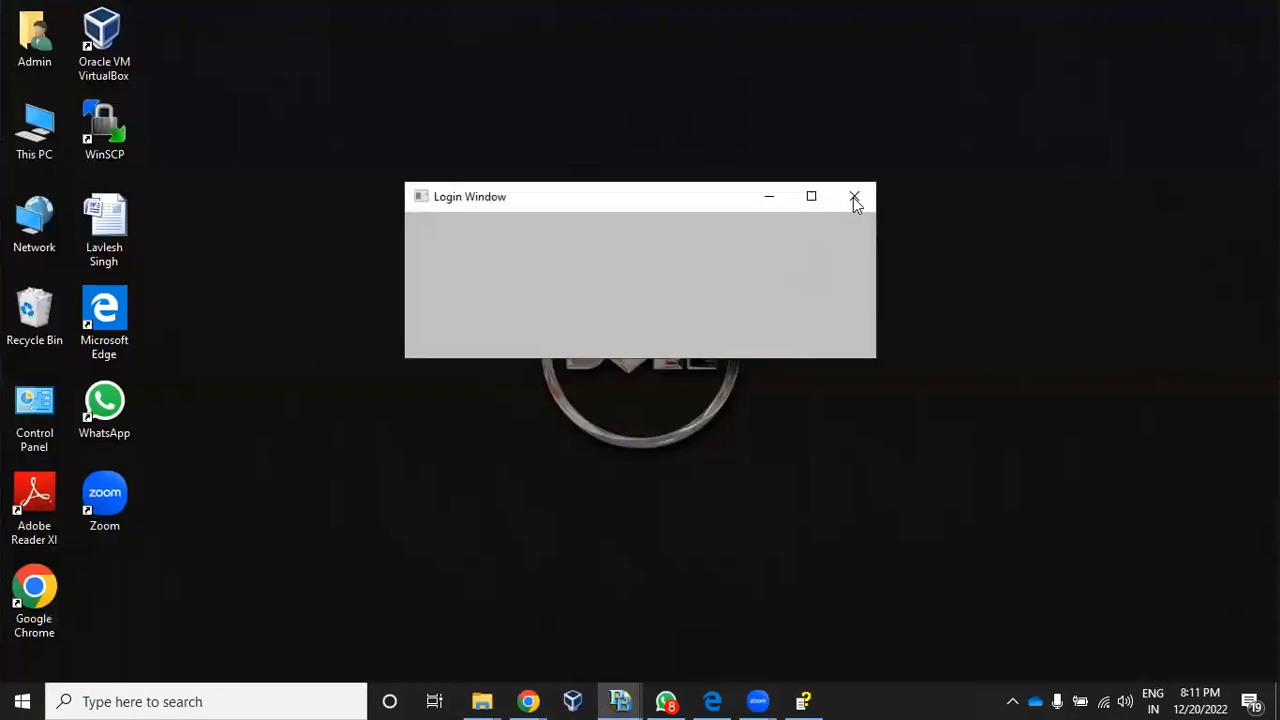 Admin
Oracle VM
VirtualBox
This PC
WinSCP
Network
Lavlesh
Singh
Recycle Bin
Microsoft
Edge
Control
Panel
WhatsApp
Adobe
Reader XI
zoom
Zoom
Google
Chrome
Login Window
DELL
Type here to search
8
zoom
ENG
IN
8:11 PM
12/20/2022
19